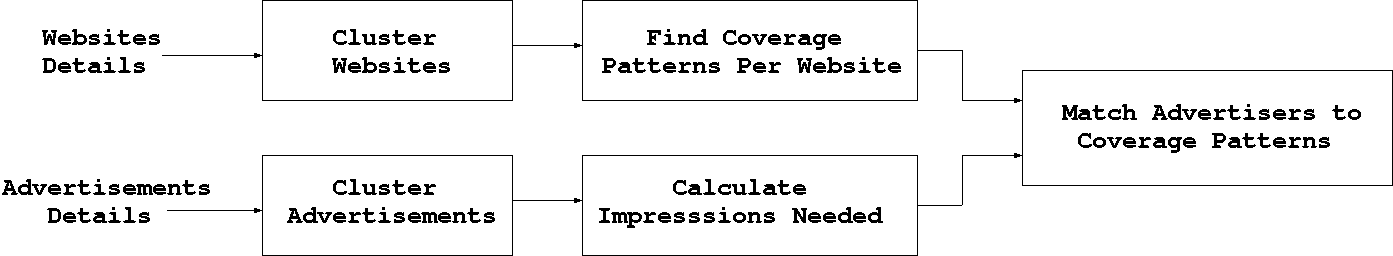 Websites
Details
Cluster
Websites
Find Coverage
Patterns Per Website
Match Advertisers to
Coverage Patterns
Advertisements
Details
Cluster
Advertisements
Calculate
Impresssions Needed